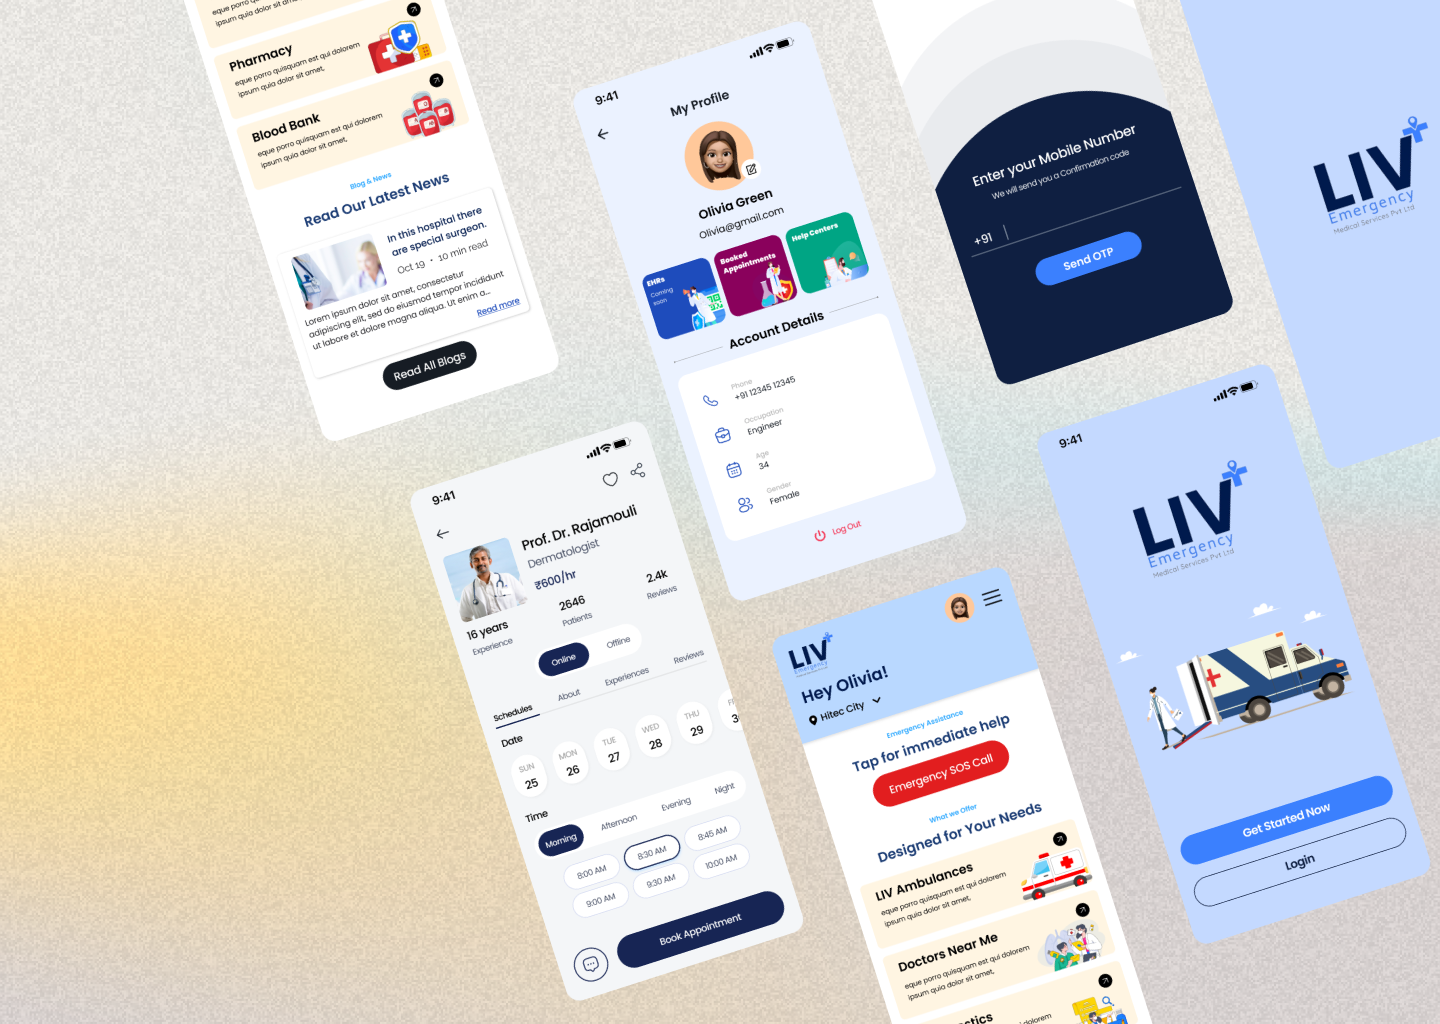 ipsum quia dolor sit amet,
Pharmacy
eque porro quisquam est qui dolorem
ipsum quia dolor sit amet,
Blood Bank
eque porro quisquam est qui dolorem
ipsum quia dolor sit amet,
Blog & News
Read Our Latest News
In this hospital there
are special surgeon.
Oct 19 • 10 min read
Lorem ipsum dolor sit amet, consectetur
adipiscing elit, sed do eiusmod tempor incididunt
ut labore et dolore magna aliqua. Ut enim a...
Read more
Read All Blogs
9:41
My Profile
Olivia Green
Olivia@gmail.com
EHRs
Coming
soon
Booked
Appointments
Help Centers
Account Details
Phone
+91 12345 12345
Occupation
Engineer
Age
34
Gender
Female
Log Out
Enter your Mobile Number
We will send you a Confirmation code
+91
Send OTP
LIV
Emergency
Medical Services Pvt Ltd
9:41
Prof. Dr. Rajamouli
Dermatologist
₹600/hr
16 years
Experience
2646
Patients
2.4k
Reviews
Online
Offline
Schedules
About
Experiences
Reviews
Date
SUN
25
MON
26
TUE
27
WED
28
THU
29
Time
Morning
Afternoon
Evening
Night
8:00 AM
8:30 AM
8:45 AM
9:00 AM
9:30 AM
10:00 AM
Book Appointment
LIV
Emergency
Hey Olivia!
Hitec City
Emergency Assistance
Tap for immediate help
Emergency SOS Call
What we Offer
Designed for Your Needs
LIV Ambulances
eque porro quisquam est qui dolorem
ipsum quia dolor sit amet,
Doctors Near Me
eque porro quisquam est qui dolorem
ipsum quia dolor sit amet,
eque porro quisquam est qui dolorem
9:41
LIV
Emergency
Medical Services Pvt Ltd
Get Started Now
Login